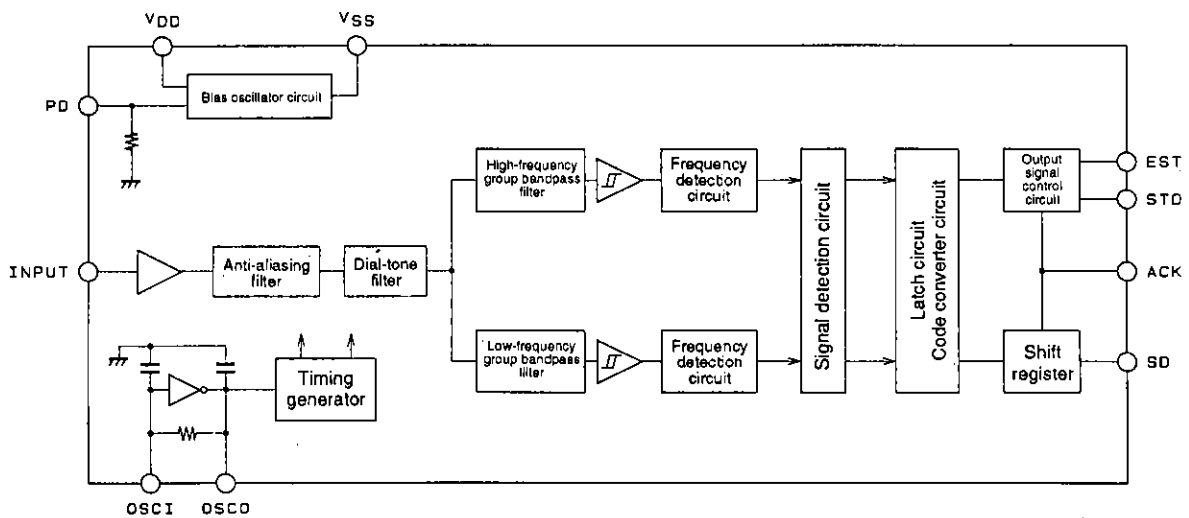 VDD
VSS
PD
Bias oscillator circuit
High-frequency
group bandpass
filter
Frequency
detection
circuit
Signal detection circuit
Latch circuit
Code converter circuit
Output
signal
control
circuit
EST
STD
INPUT
Anti-aliasing
filter
Dial-tone
filter
ACK
Timing
generator
Low-frequency
group bandpass
filter
Frequency
detection
circuit
Shift
register
SD
OSCI
OSCO